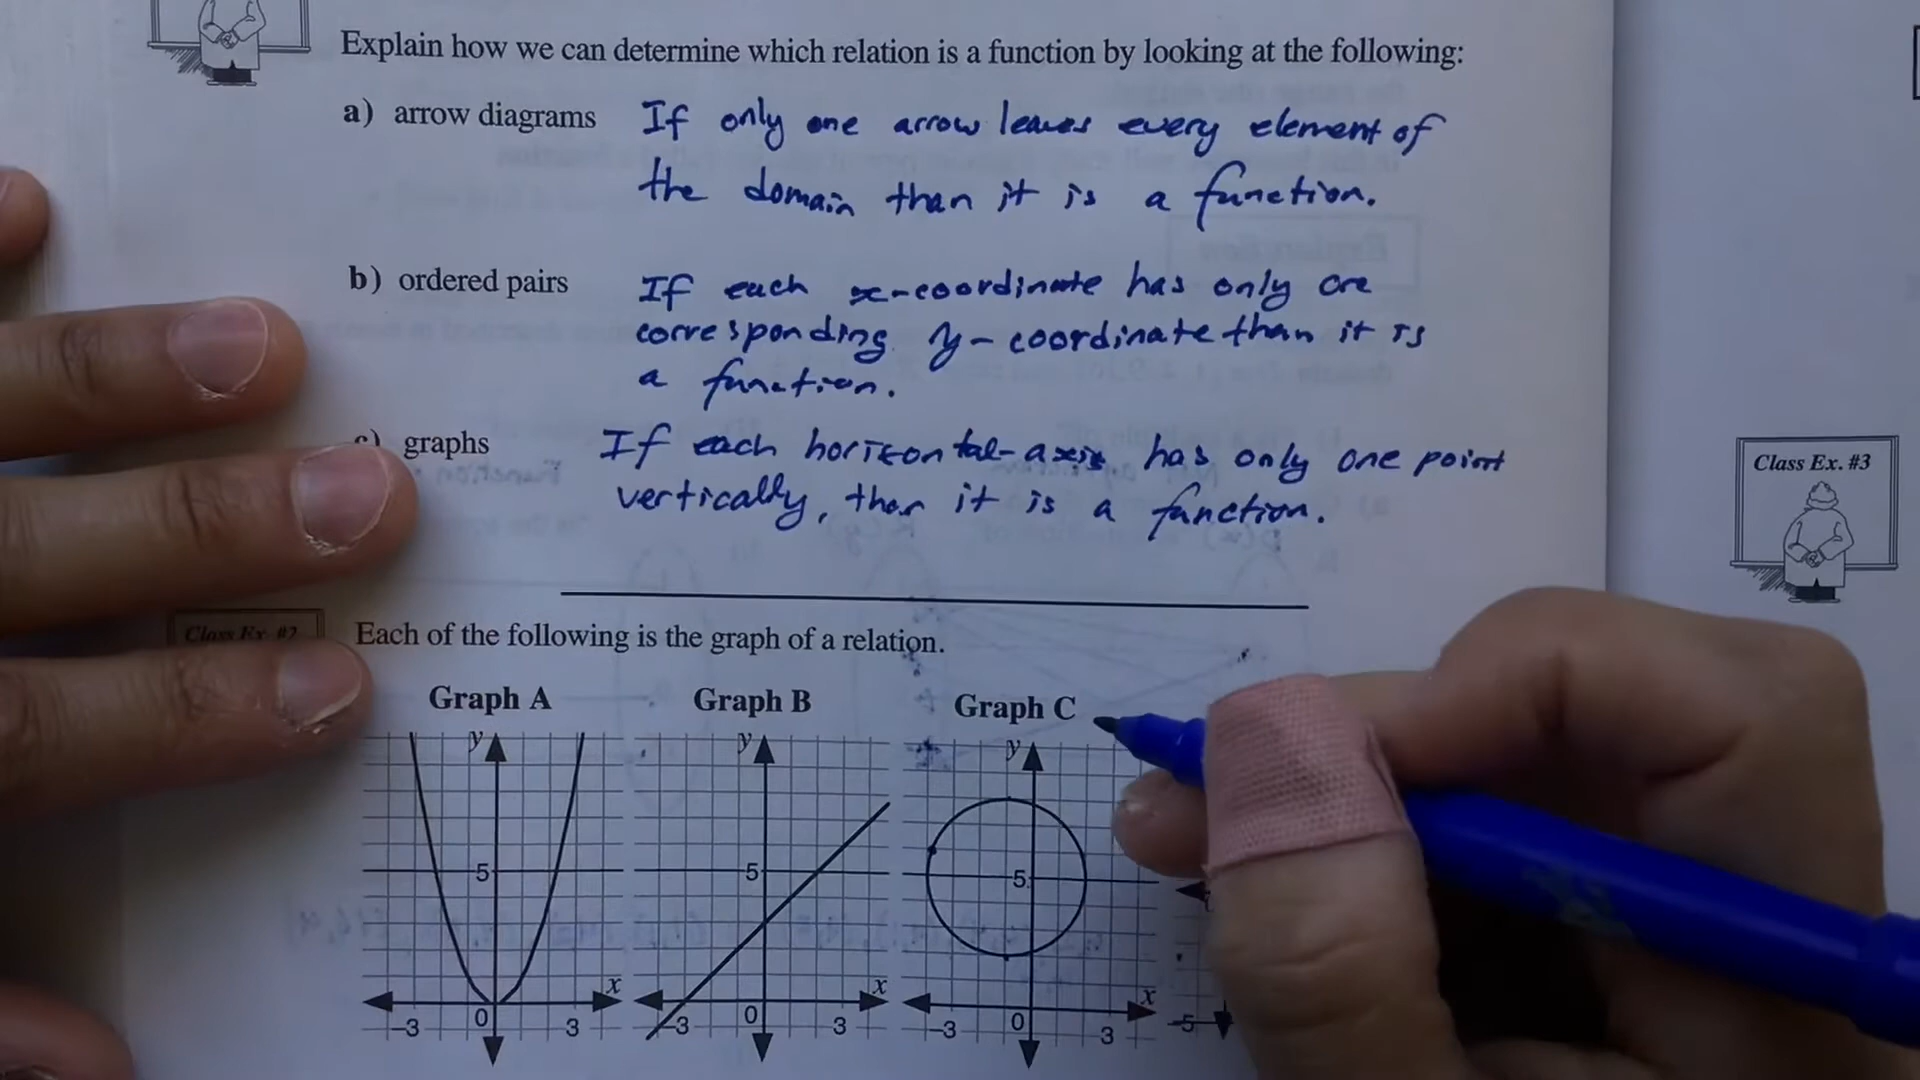 Explain how we can determine which relation is a function by looking at the following:
a) arrow diagrams If only one arrow leaves every element of
the domain than it is a function.
b) ordered pairs If each x-coordinate has only one
corresponding y-coordinate than it is
a function.
c) graphs If each horizontal-axis has only one point
vertically, than it is a function.
Class Ex. #3
Class Ex. #2
Each of the following is the graph of a relation.
Graph A Graph B Graph C
y y y
5 5 5
x x x
-3 0 3 -3 0 3 -3 0 3 -5